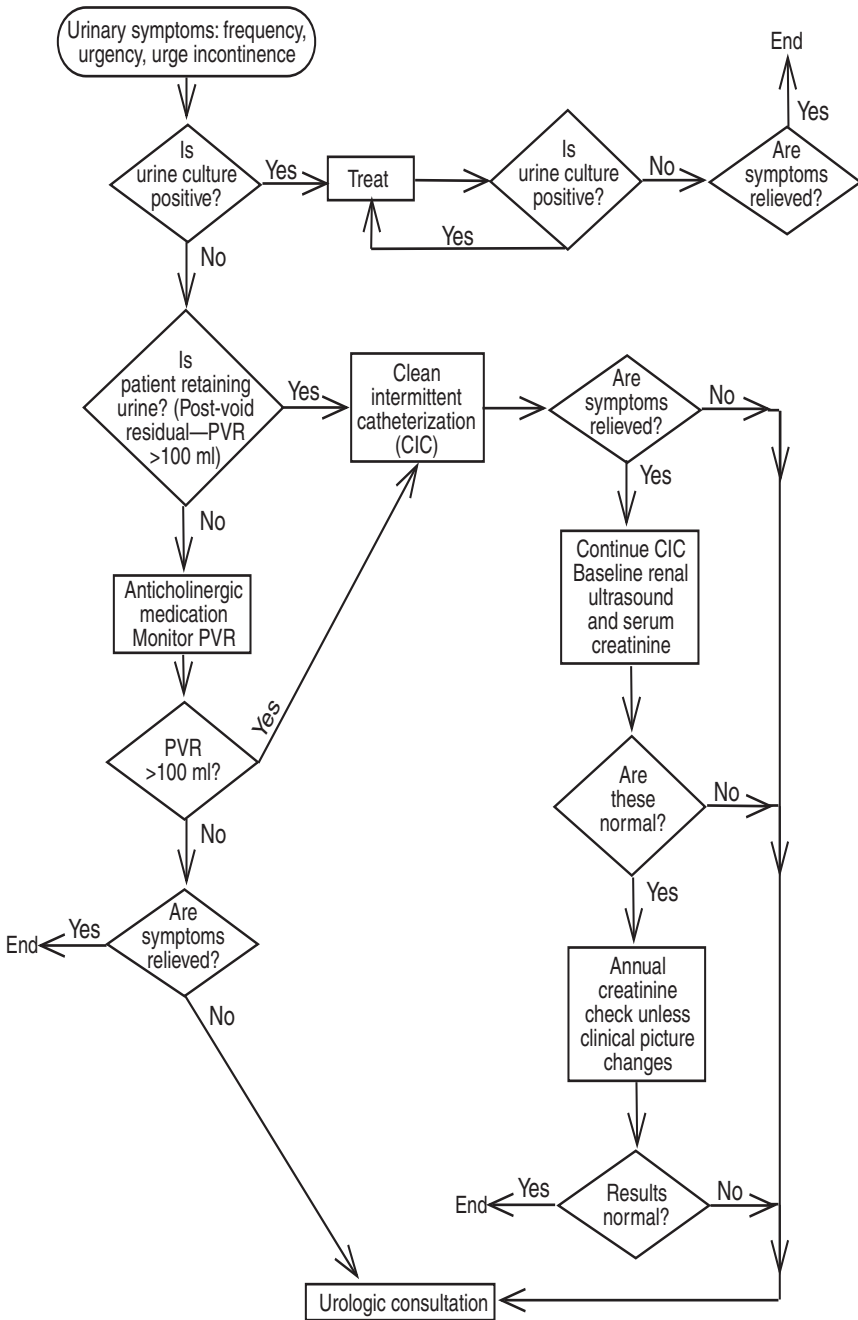 Urinary symptoms: frequency,
urgency, urge incontinence
Is
urine culture
positive?
Yes
Treat
Is
urine culture
positive?
Yes
No
Are
symptoms
relieved?
Yes
End
No
Is
patient retaining
urine? (Post-void
residual—PVR
>100 ml)
Yes
Clean
intermittent
catheterization
(CIC)
Are
symptoms
relieved?
No
Yes
Continue CIC
Baseline renal
ultrasound
and serum
creatinine
No
Anticholinergic
medication
Monitor PVR
PVR
>100 ml?
Yes
No
Are
these
normal?
No
Yes
Are
symptoms
relieved?
Yes
End
No
Annual
creatinine
check unless
clinical picture
changes
Results
normal?
Yes
End
No
Urologic consultation